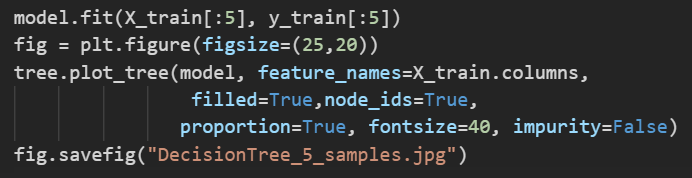 model.fit(X_train[:5], y_train[:5])
fig = plt.figure(figsize=(25,20))
tree.plot_tree(model, feature_names=X_train.columns,
filled=True,node_ids=True,
proportion=True, fontsize=40, impurity=False)
fig.savefig("DecisionTree_5_samples.jpg")